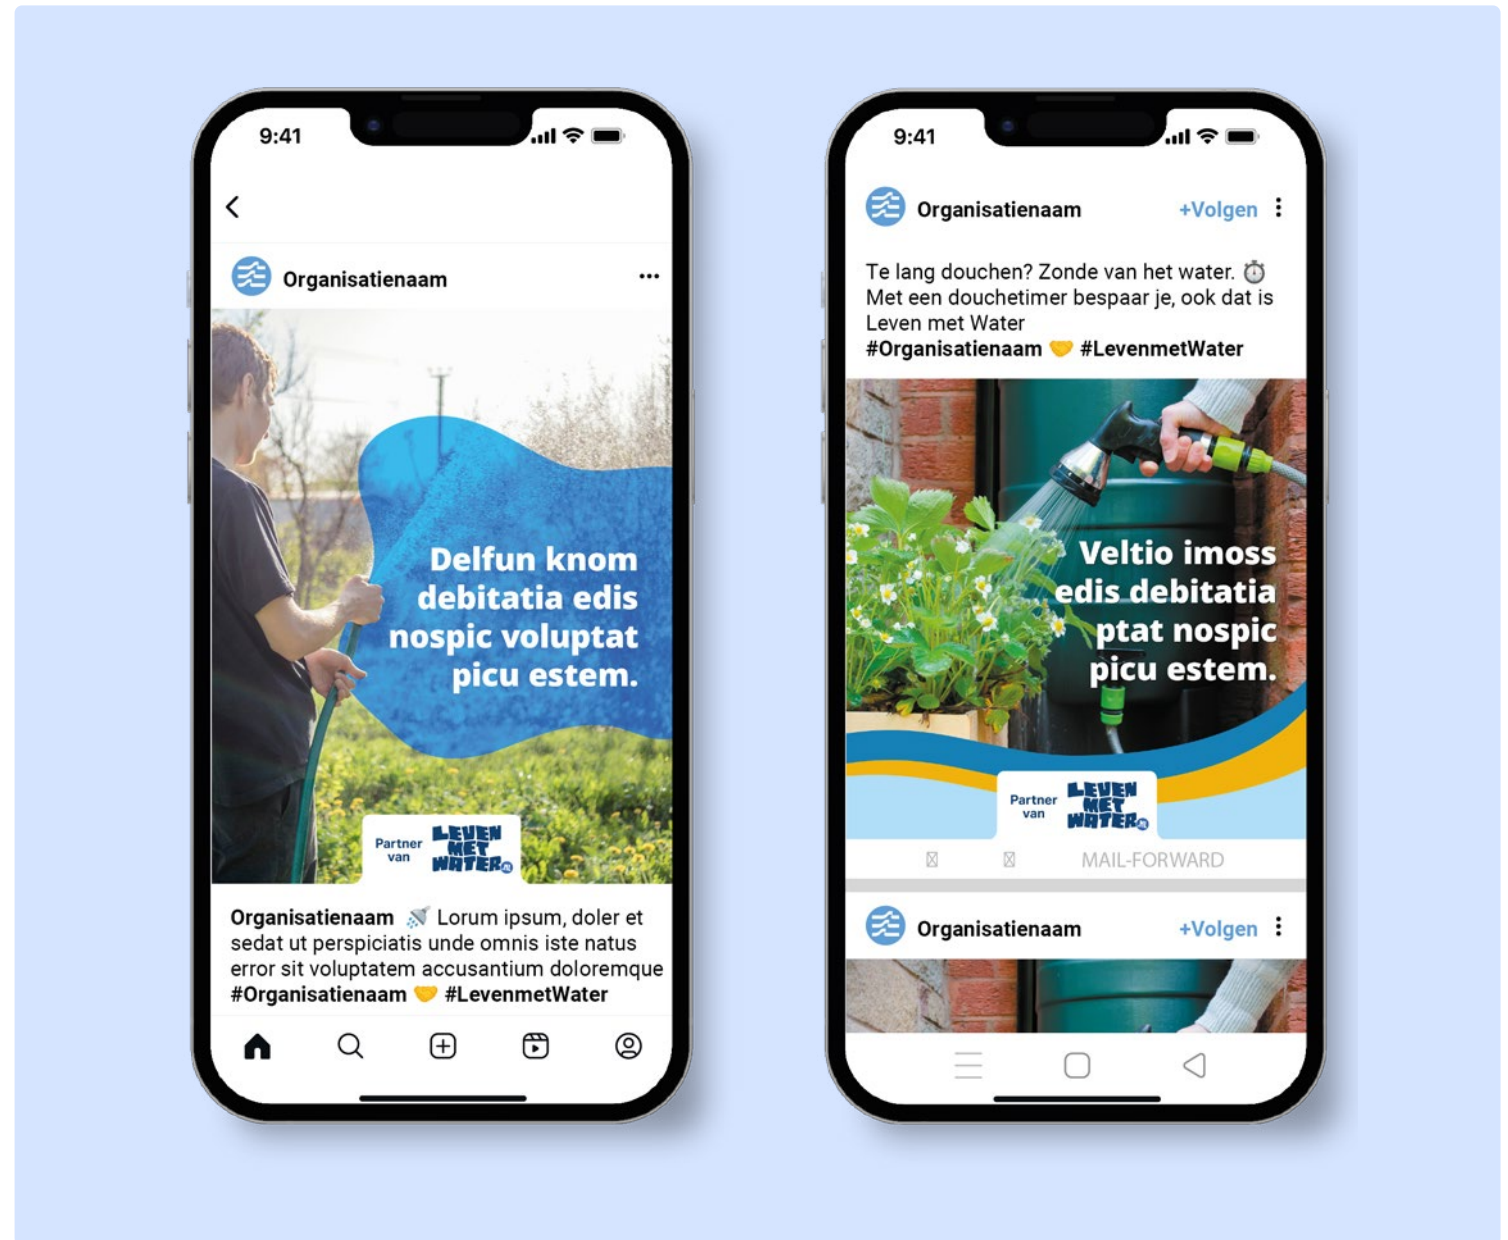 9:41
Organisatienaam
Delfun knom
debitatia edis
nospic voluptat
picu estem.
Partner
van
LEVEN
MET
WATER.NL
Organisatienaam 🚿 Lorum ipsum, doler et
sedat ut perspiciatis unde omnis iste natus
error sit voluptatem accusantium doloremque
#Organisatienaam 🤝 #LevenmetWater
9:41
Organisatienaam +Volgen
Te lang douchen? Zonde van het water. ⏱
Met een douchetimer bespaar je, ook dat is
Leven met Water
#Organisatienaam 🤝 #LevenmetWater
Veltio imoss
edis debitatia
ptat nospic
picu estem.
Partner
van
LEVEN
MET
WATER.NL
MAIL-FORWARD
Organisatienaam +Volgen